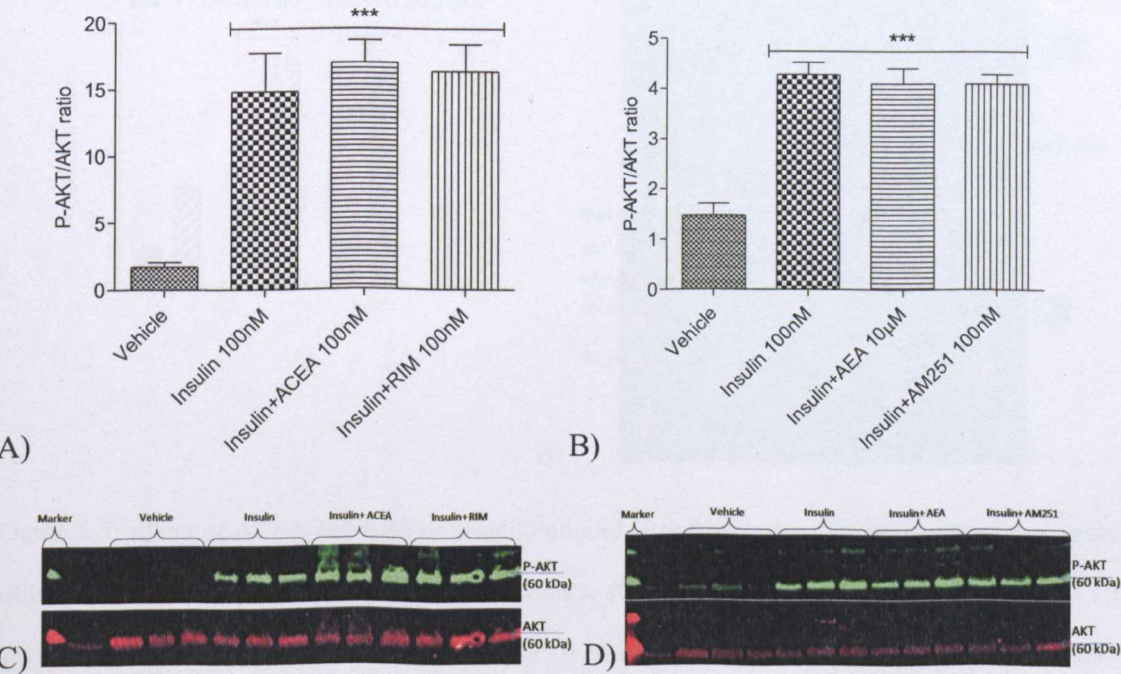 ***
20
15
10
5
0
P-AKT/AKT ratio
Vehicle
Insulin 100nM
Insulin+ACEA 100nM
Insulin+RIM 100nM
A)
***
5
4
3
2
1
0
P-AKT/AKT ratio
Vehicle
Insulin 100nM
Insulin+AEA 10µM
Insulin+AM251 100nM
B)
Marker
Vehicle
Insulin
Insulin+ACEA
Insulin+RIM
P-AKT
(60 kDa)
AKT
(60 kDa)
C)
Marker
Vehicle
Insulin
Insulin+AEA
Insulin+AM251
P-AKT
(60 kDa)
AKT
(60 kDa)
D)